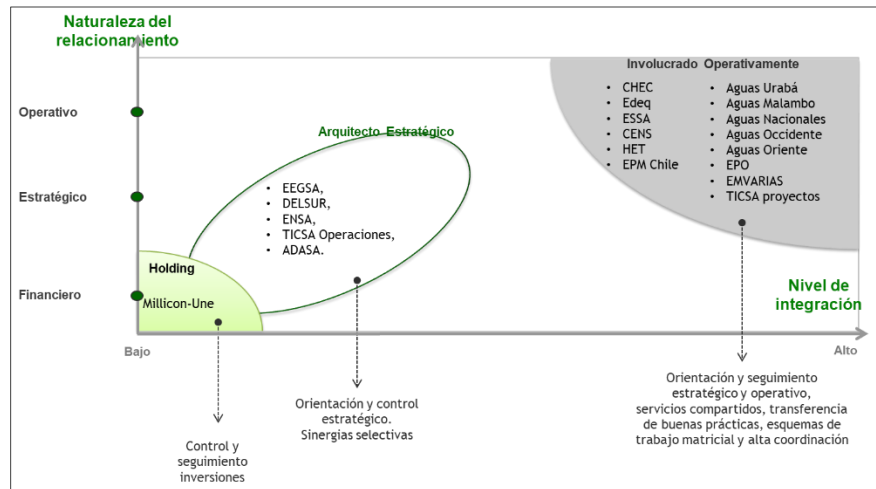 Naturaleza del
relacionamiento
Operativo
Estratégico
Financiero
Holding
Millicon-Une
Arquitecto Estratégico
• EEGSA,
• DELSUR,
• ENSA,
• TICSA Operaciones,
• ADASA.
Involucrado Operativamente
• CHEC
• Edeq
• ESSA
• CENS
• HET
• EPM Chile
• Aguas Urabá
• Aguas Malambo
• Aguas Nacionales
• Aguas Occidente
• Aguas Oriente
• EPO
• EMVARIAS
• TICSA proyectos
Nivel de
integración
Bajo
Alto
Control y
seguimiento
inversiones
Orientación y control
estratégico.
Sinergias selectivas
Orientación y seguimiento
estratégico y operativo,
servicios compartidos, transferencia
de buenas prácticas, esquemas de
trabajo matricial y alta coordinación